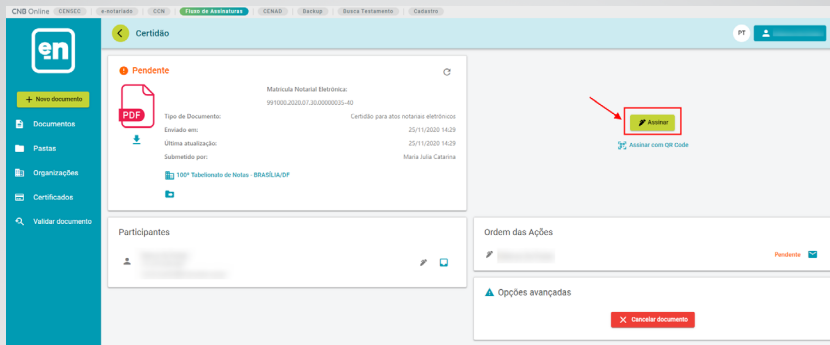 CNB Online CENSEC e-notariado CCN Fluxo de Assinaturas CENAD Backup Busca Testamento Cadastro
en
Certidão
PT
+ Novo documento
Documentos
Pastas
Organizações
Certificados
Validar documento
Pendente
PDF
Matrícula Notarial Eletrônica:
991000.2020.07.30.00000035-40
Tipo de Documento: Certidão para atos notariais eletrônicos
Enviado em: 25/11/2020 14:29
Última atualização: 25/11/2020 14:29
Submetido por: Maria Julia Catarina
100º Tabelionato de Notas - BRASÍLIA/DF
Assinar
Assinar com QR Code
Participantes
Ordem das Ações
Pendente
Opções avançadas
Cancelar documento